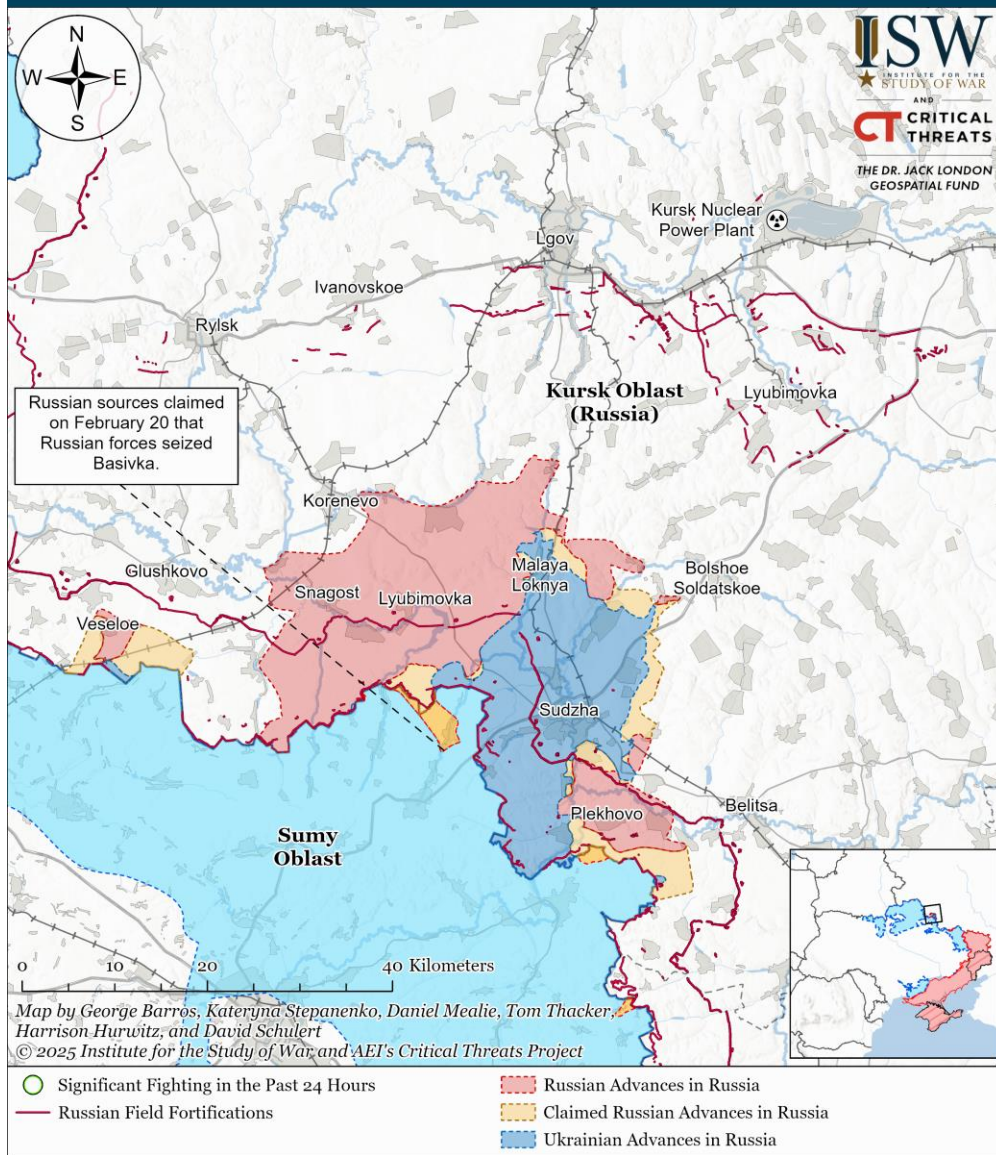 N
W
E
S
ISW
INSTITUTE FOR THE
STUDY OF WAR
AND
CT CRITICAL
THREATS
THE DR. JACK LONDON
GEOSPATIAL FUND
Kursk Nuclear
Power Plant
Lgov
Ivanovskoe
Rylsk
Russian sources claimed
on February 20 that
Russian forces seized
Basivka.
Kursk Oblast
(Russia)
Lyubimovka
Korenevo
Glushkovo
Snagost
Lyubimovka
Malaya
Loknya
Bolshoe
Soldatskoe
Veseloe
Sudzha
Plekhovo
Belitsa
Sumy
Oblast
0 10 20 40 Kilometers
Map by George Barros, Kateryna Stepanenko, Daniel Mealie, Tom Thacker,
Harrison Hurwitz, and David Schulert
© 2025 Institute for the Study of War and AEI's Critical Threats Project
Significant Fighting in the Past 24 Hours
Russian Field Fortifications
Russian Advances in Russia
Claimed Russian Advances in Russia
Ukrainian Advances in Russia